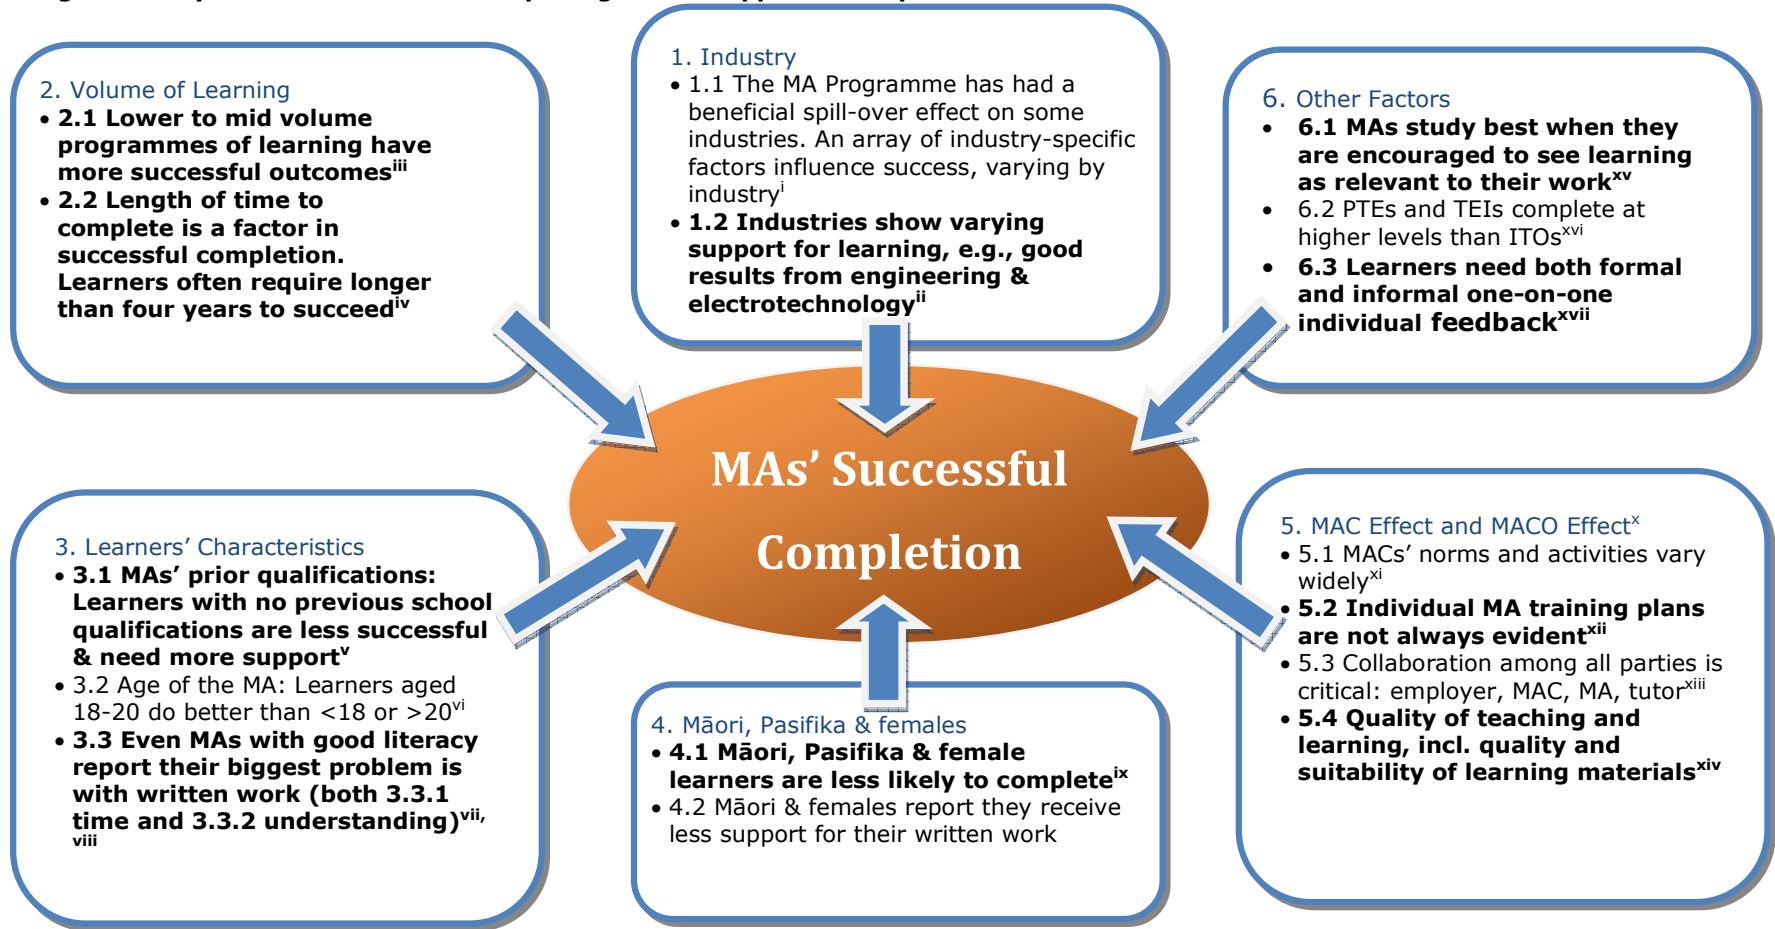 1. Industry
• 1.1 The MA Programme has had a
beneficial spill-over effect on some
industries. An array of industry-specific
factors influence success, varying by
industryⁱ
• 1.2 Industries show varying
support for learning, e.g., good
results from engineering &
electrotechnologyⁱⁱ
2. Volume of Learning
• 2.1 Lower to mid volume
programmes of learning have
more successful outcomesⁱⁱⁱ
• 2.2 Length of time to
complete is a factor in
successful completion.
Learners often require longer
than four years to succeedⁱᵛ
6. Other Factors
• 6.1 MAs study best when they
are encouraged to see learning
as relevant to their workˣᵛ
• 6.2 PTEs and TEIs complete at
higher levels than ITOsˣᵛⁱ
• 6.3 Learners need both formal
and informal one-on-one
individual feedbackˣᵛⁱⁱ
MAs’ Successful
Completion
3. Learners’ Characteristics
• 3.1 MAs’ prior qualifications:
Learners with no previous school
qualifications are less successful
& need more supportᵛ
• 3.2 Age of the MA: Learners aged
18-20 do better than <18 or >20ᵛⁱ
• 3.3 Even MAs with good literacy
report their biggest problem is
with written work (both 3.3.1
time and 3.3.2 understanding)ᵛⁱⁱ,
ᵛⁱⁱⁱ
4. Māori, Pasifika & females
• 4.1 Māori, Pasifika & female
learners are less likely to completeⁱˣ
• 4.2 Māori & females report they receive
less support for their written work
5. MAC Effect and MACO Effectˣ
• 5.1 MACs’ norms and activities vary
widelyˣⁱ
• 5.2 Individual MA training plans
are not always evidentˣⁱⁱ
• 5.3 Collaboration among all parties is
critical: employer, MAC, MA, tutorˣⁱⁱⁱ
• 5.4 Quality of teaching and
learning, incl. quality and
suitability of learning materialsˣⁱᵛ